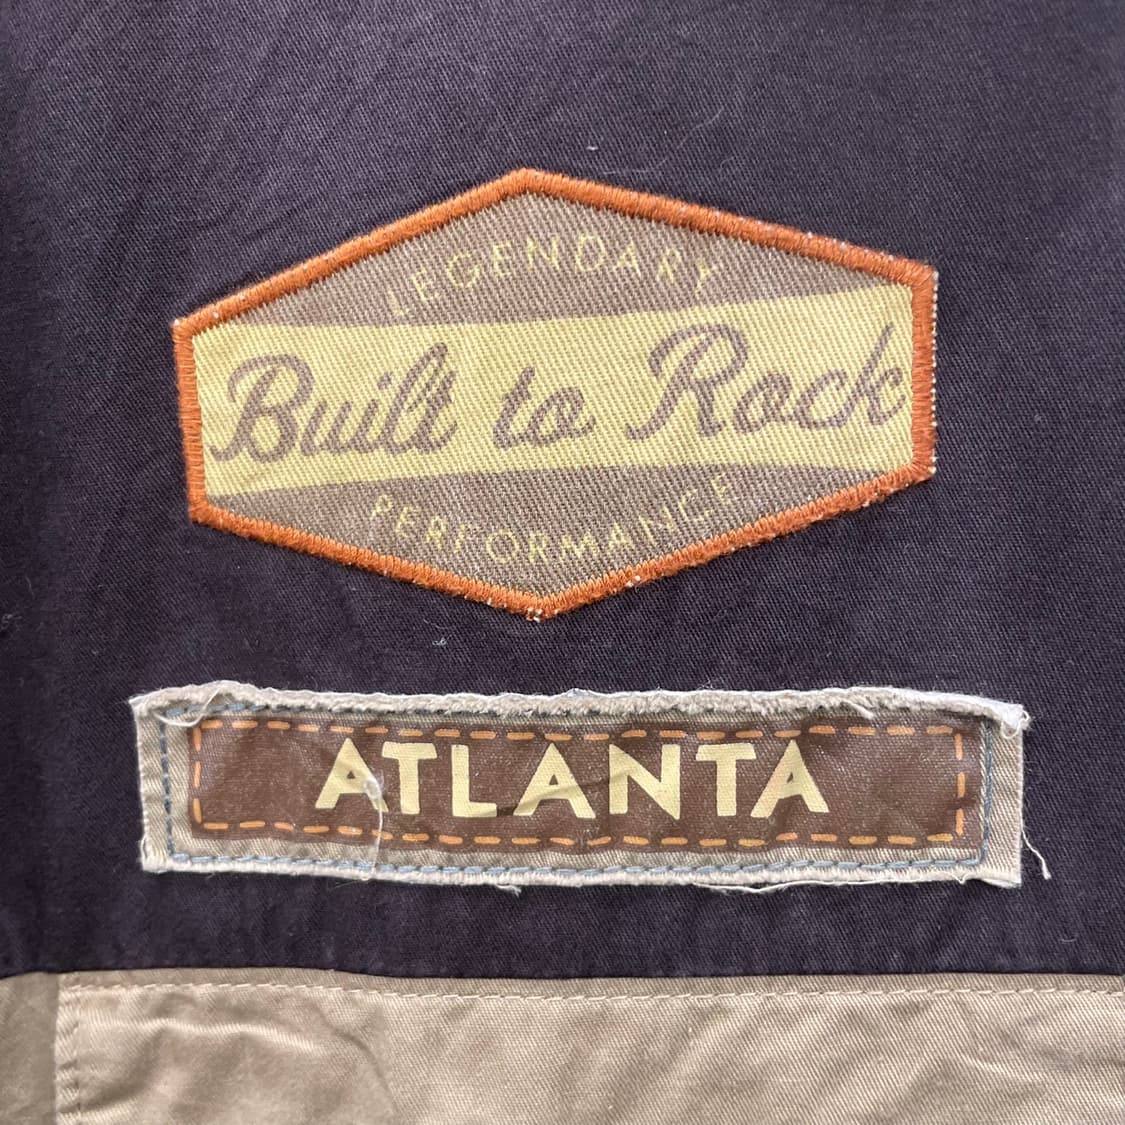 LEGENDARY
Built to Rock
PERFORMANCE
ATLANTA